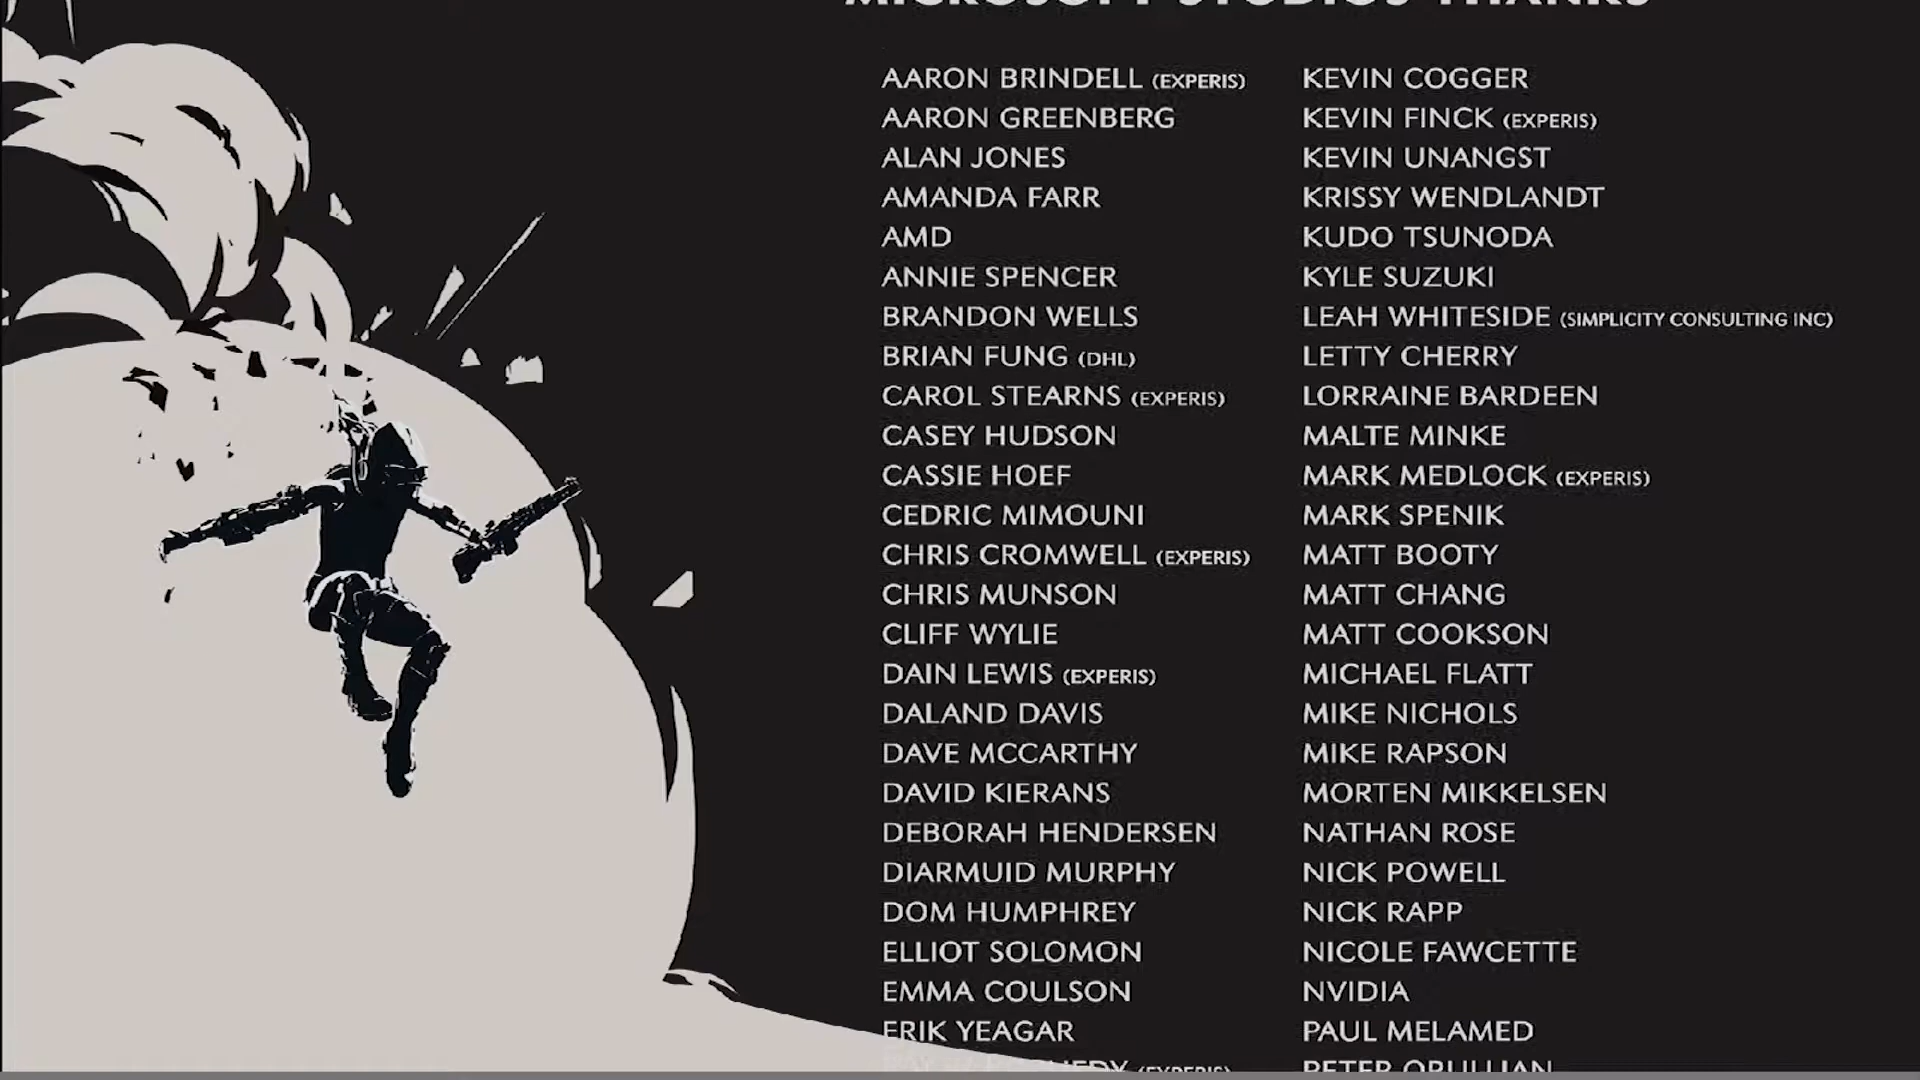 MICROSOFT STUDIOS THANKS
AARON BRINDELL (EXPERIS)
AARON GREENBERG
ALAN JONES
AMANDA FARR
AMD
ANNIE SPENCER
BRANDON WELLS
BRIAN FUNG (DHL)
CAROL STEARNS (EXPERIS)
CASEY HUDSON
CASSIE HOEF
CEDRIC MIMOUNI
CHRIS CROMWELL (EXPERIS)
CHRIS MUNSON
CLIFF WYLIE
DAIN LEWIS (EXPERIS)
DALAND DAVIS
DAVE MCCARTHY
DAVID KIERANS
DEBORAH HENDERSEN
DIARMUID MURPHY
DOM HUMPHREY
ELLIOT SOLOMON
EMMA COULSON
ERIK YEAGAR
(EXPERIS)
KEVIN COGGER
KEVIN FINCK (EXPERIS)
KEVIN UNANGST
KRISSY WENDLANDT
KUDO TSUNODA
KYLE SUZUKI
LEAH WHITESIDE (SIMPLICITY CONSULTING INC)
LETTY CHERRY
LORRAINE BARDEEN
MALTE MINKE
MARK MEDLOCK (EXPERIS)
MARK SPENIK
MATT BOOTY
MATT CHANG
MATT COOKSON
MICHAEL FLATT
MIKE NICHOLS
MIKE RAPSON
MORTEN MIKKELSEN
NATHAN ROSE
NICK POWELL
NICK RAPP
NICOLE FAWCETTE
NVIDIA
PAUL MELAMED
PETER